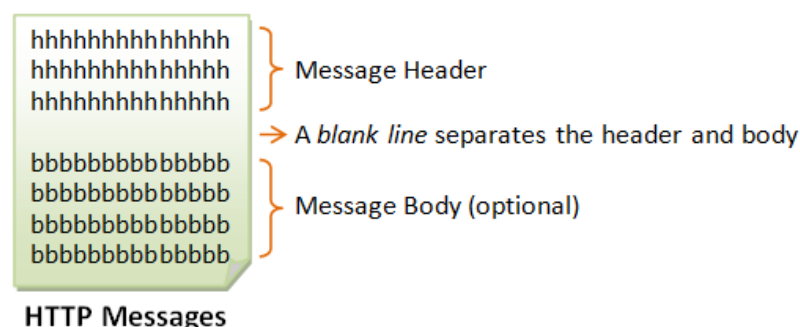 hhhhhhhhhhhhhh
hhhhhhhhhhhhhh
hhhhhhhhhhhhhh
Message Header
A blank line separates the header and body
bbbbbbbbbbbbbb
bbbbbbbbbbbbbb
bbbbbbbbbbbbbb
bbbbbbbbbbbbbb
Message Body (optional)
HTTP Messages